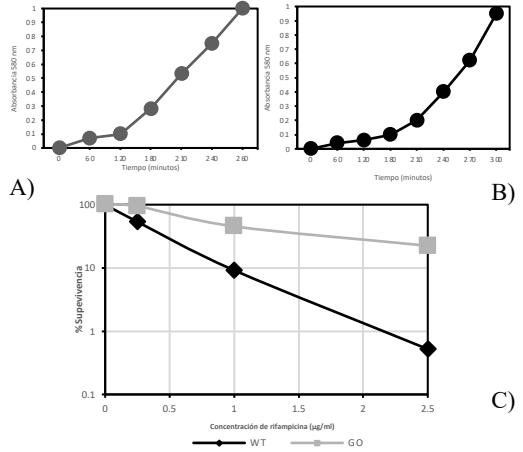 1
0.9
0.8
0.7
0.6
0.5
0.4
0.3
0.2
0.1
0
Absorbancia 580 nm
0 60 120 180 210 240 260
Tiempo (minutos)
A)
1
0.9
0.8
0.7
0.6
0.5
0.4
0.3
0.2
0.1
0
Absorbancia 580 nm
0 60 120 180 210 240 270 300
Tiempo (minutos)
B)
100
10
1
0.1
% Supevivencia
0 0.5 1 1.5 2 2.5
Concentración de rifampicina (µg/ml)
WT GO
C)